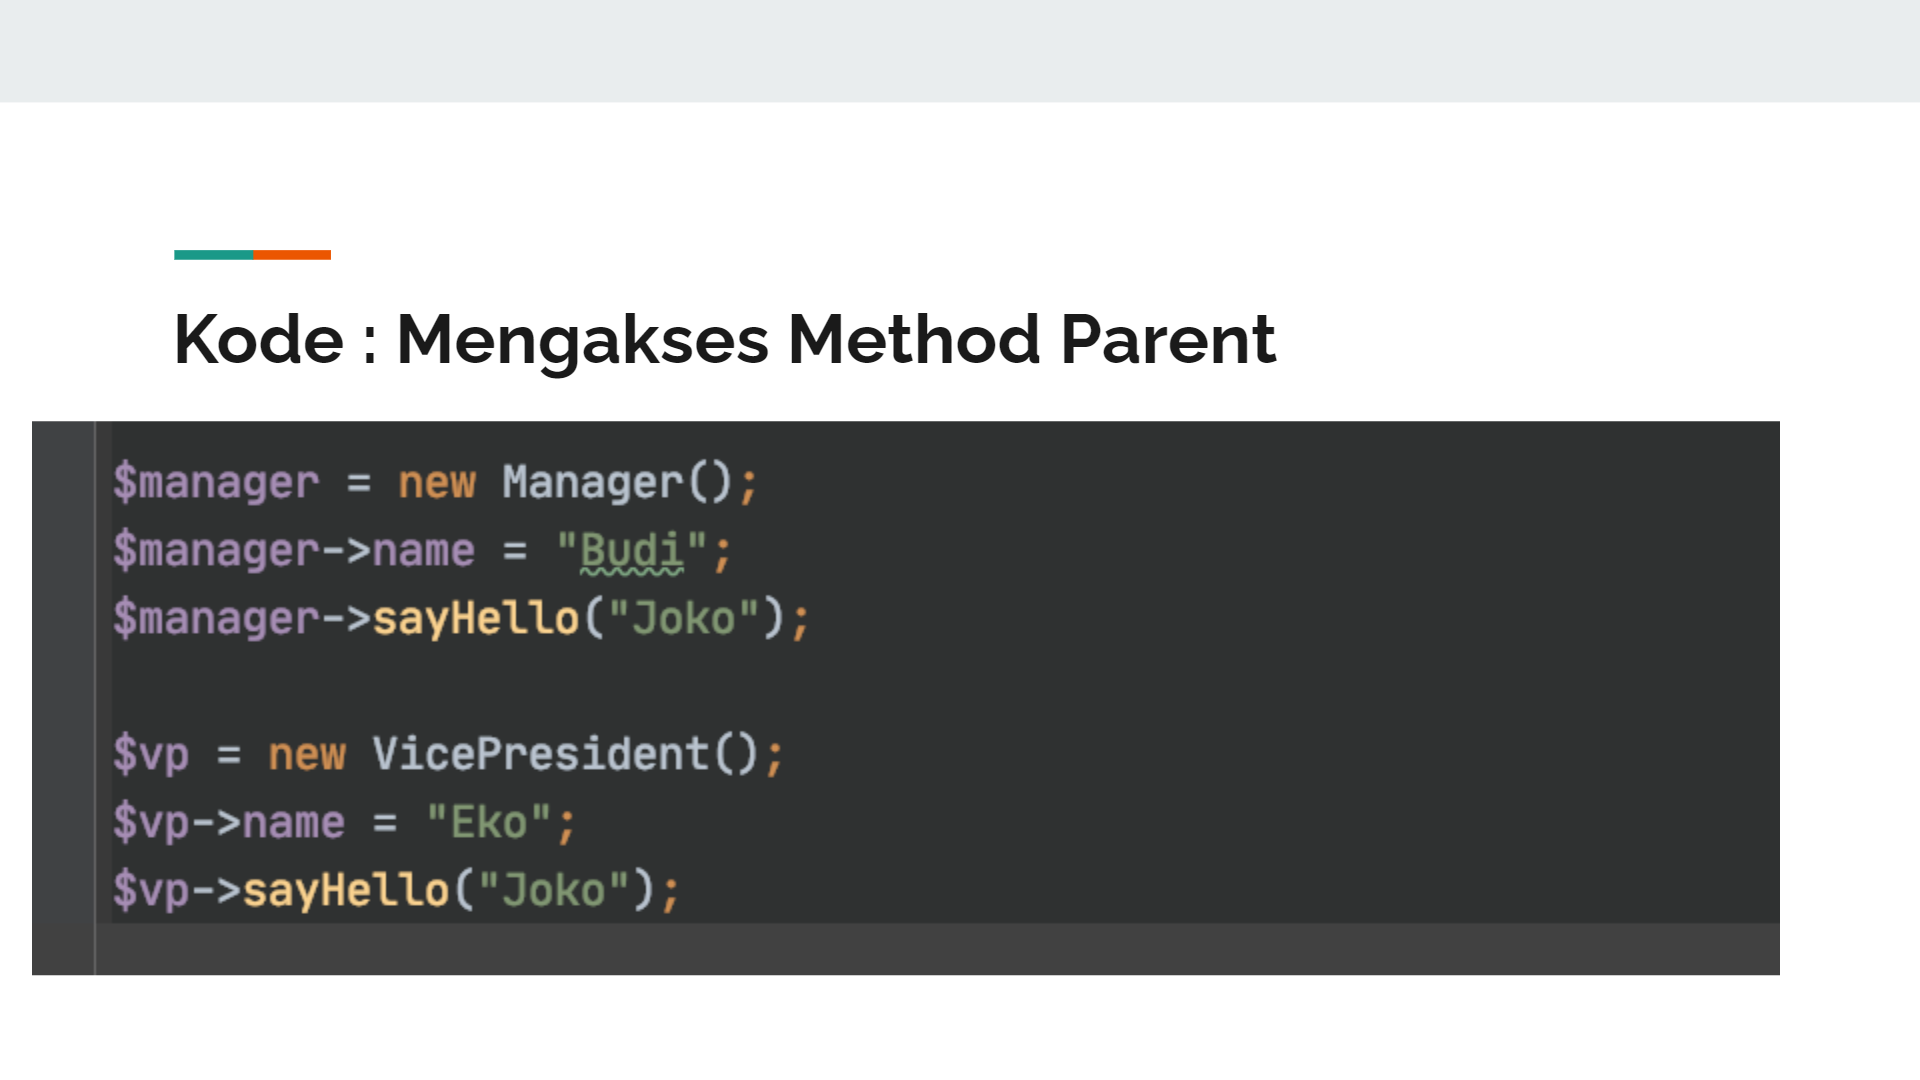 Kode : Mengakses Method Parent
$manager = new Manager();
$manager->name = "Budi";
$manager->sayHello("Joko");
$vp = new VicePresident();
$vp->name = "Eko";
$vp->sayHello("Joko");